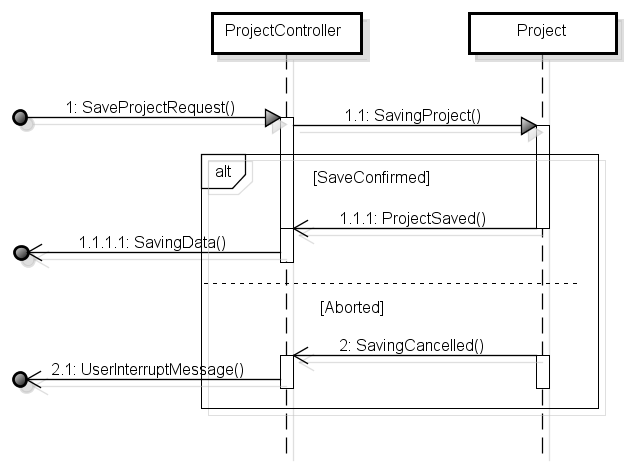 ProjectController
Project
1: SaveProjectRequest()
1.1: SavingProject()
alt
[SaveConfirmed]
1.1.1: ProjectSaved()
1.1.1.1: SavingData()
[Aborted]
2: SavingCancelled()
2.1: UserInterruptMessage()